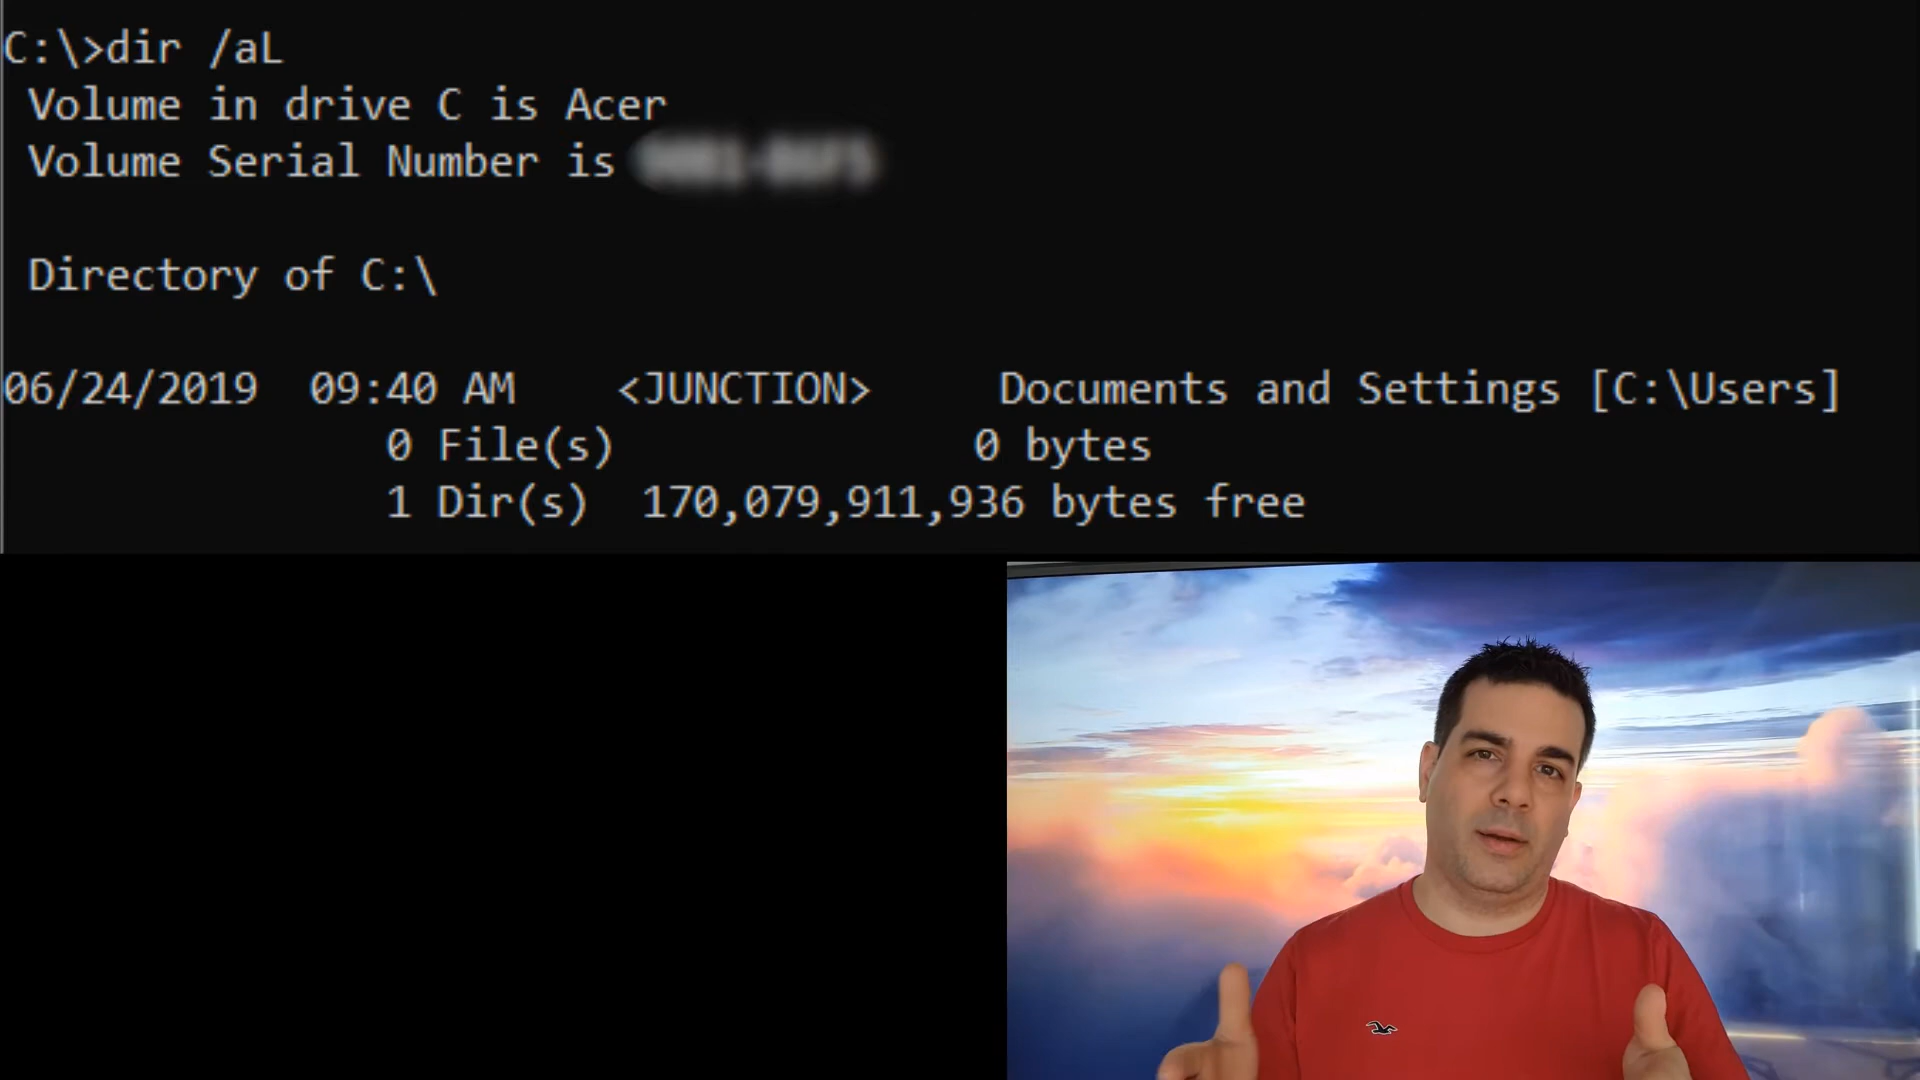 C:\>dir /aL
Volume in drive C is Acer
Volume Serial Number is
Directory of C:\
06/24/2019 09:40 AM <JUNCTION> Documents and Settings [C:\Users]
0 File(s) 0 bytes
1 Dir(s) 170,079,911,936 bytes free